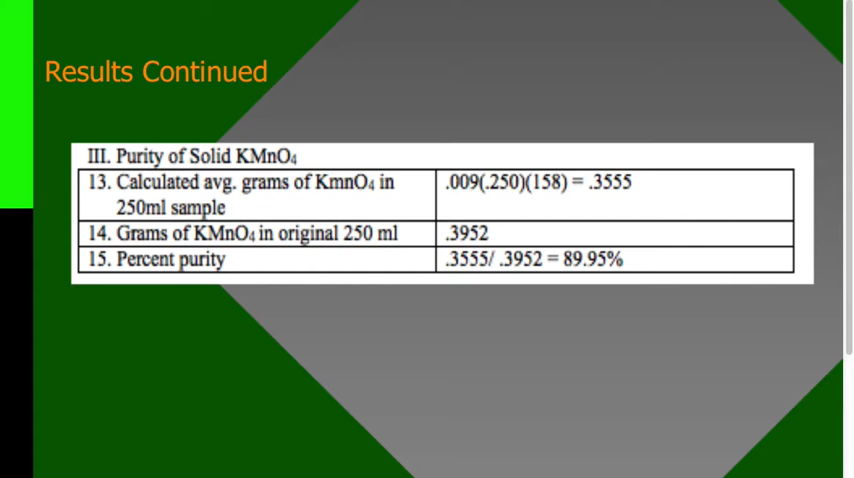 Results Continued
III. Purity of Solid KMnO4
13. Calculated avg. grams of KmnO4 in
.009(.250)(158) = .3555
250ml sample
14. Grams of KMnO4 in original 250 ml
.3952
15. Percent purity
.3555/ .3952 = 89.95%